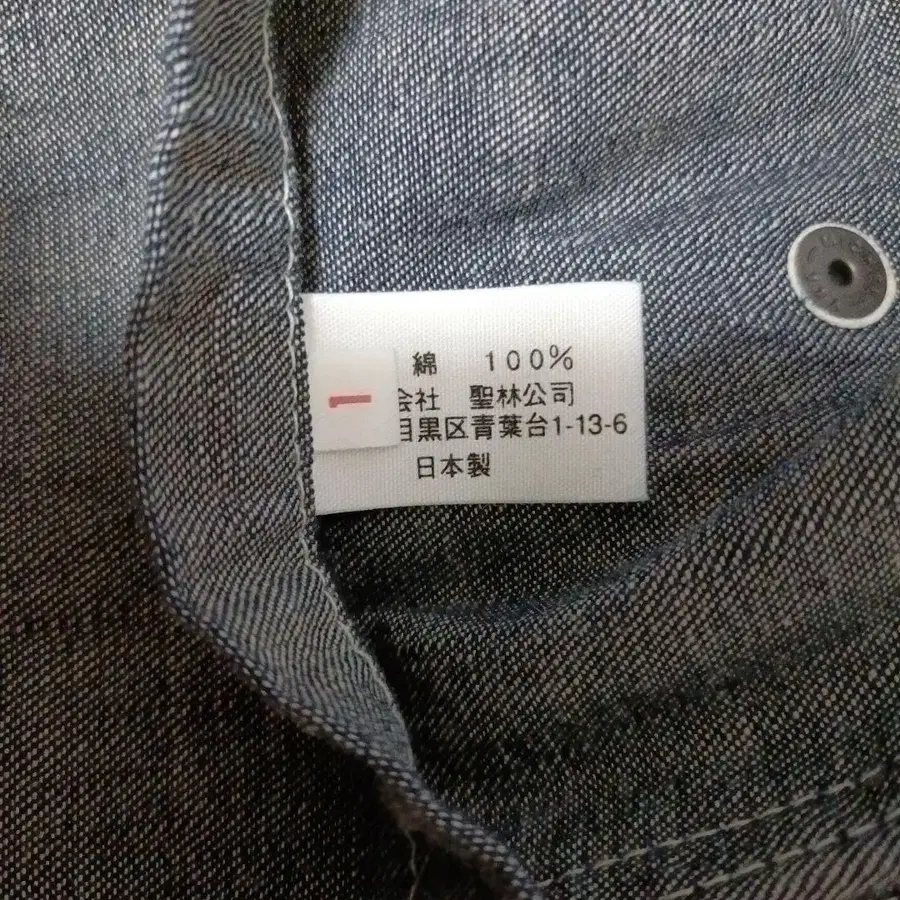 綿 100%
会社 聖林公司
目黒区青葉台1-13-6
日本製
1